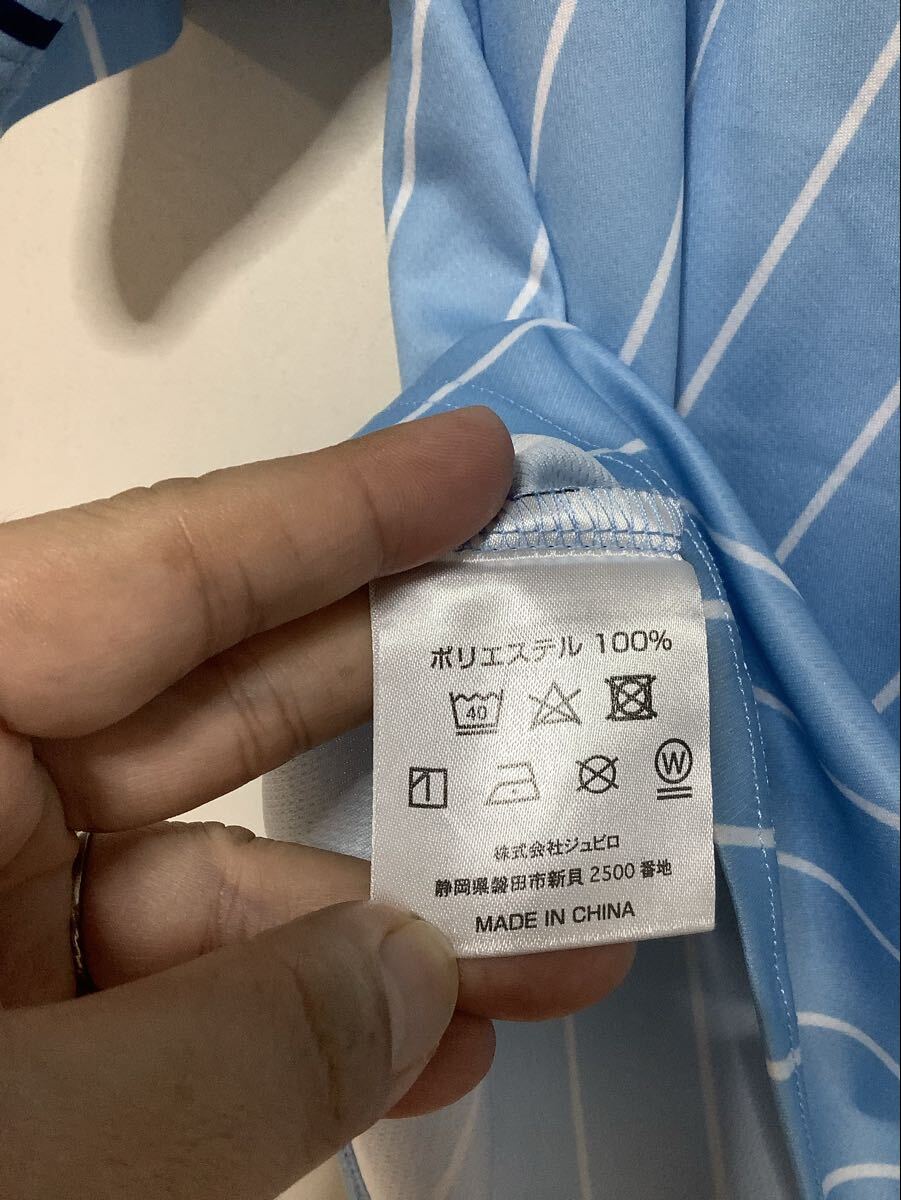 ポリエステル 100%
40
W
株式会社ジュビロ
静岡県磐田市新貝 2500 番地
MADE IN CHINA